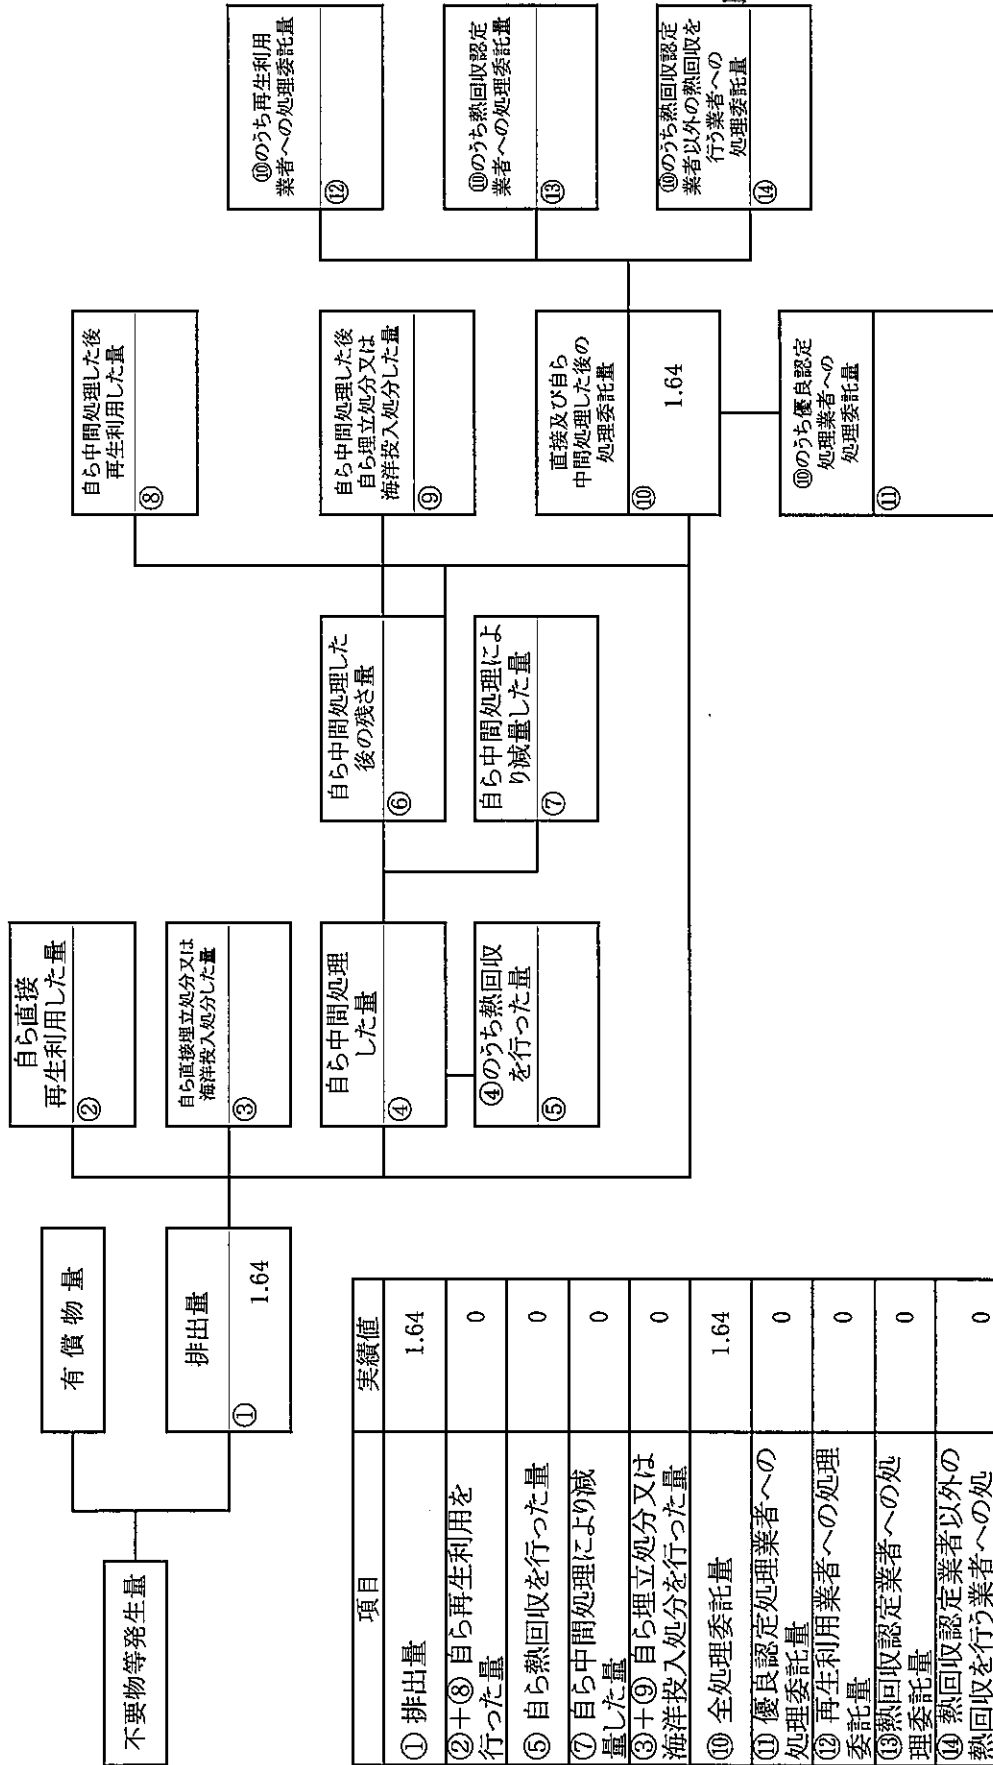 不要物等発生量
有償物量
排出量
①
1.64
自ら直接
再生利用した量
②
自ら直接埋立処分又は
海洋投入処分した量
③
自ら中間処理
した量
④
④のうち熱回収
を行った量
⑤
自ら中間処理した
後の残さ量
⑥
自ら中間処理によ
り減量した量
⑦
自ら中間処理した後
再生利用した量
⑧
自ら中間処理した後
自ら埋立処分又は
海洋投入処分した量
⑨
直接及び自ら
中間処理した後の
処理委託量
⑩
1.64
⑩のうち優良認定
処理業者への
処理委託量
⑪
⑩のうち再生利用
業者への処理委託量
⑫
⑩のうち熱回収認定
業者への処理委託量
⑬
⑩のうち熱回収認定
業者以外の熱回収を
行う業者への
処理委託量
⑭
項目 実績値
① 排出量 1.64
②+⑧ 自ら再生利用を
行った量 0
⑤ 自ら熱回収を行った量 0
⑦ 自ら中間処理により減
量した量 0
③+⑨ 自ら埋立処分又は
海洋投入処分を行った量 0
⑩ 全処理委託量 1.64
⑪ 優良認定処理業者への
処理委託量 0
⑫ 再生利用業者への処理
委託量 0
⑬熱回収認定業者への処
理委託量 0
⑭ 熱回収認定業者以外の
熱回収を行う業者への処 0